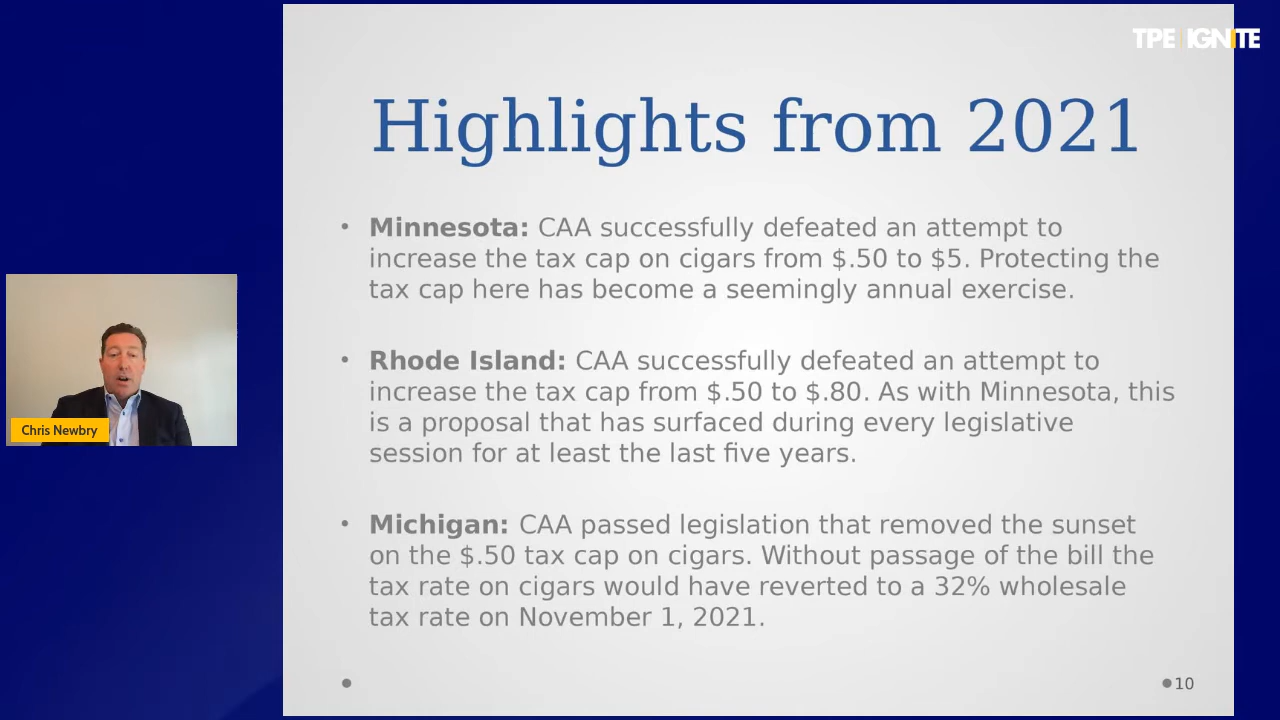 TPE IGNITE
Highlights from 2021
• Minnesota: CAA successfully defeated an attempt to
increase the tax cap on cigars from $.50 to $5. Protecting the
tax cap here has become a seemingly annual exercise.
• Rhode Island: CAA successfully defeated an attempt to
increase the tax cap from $.50 to $.80. As with Minnesota, this
is a proposal that has surfaced during every legislative
session for at least the last five years.
• Michigan: CAA passed legislation that removed the sunset
on the $.50 tax cap on cigars. Without passage of the bill the
tax rate on cigars would have reverted to a 32% wholesale
tax rate on November 1, 2021.
Chris Newbry
10